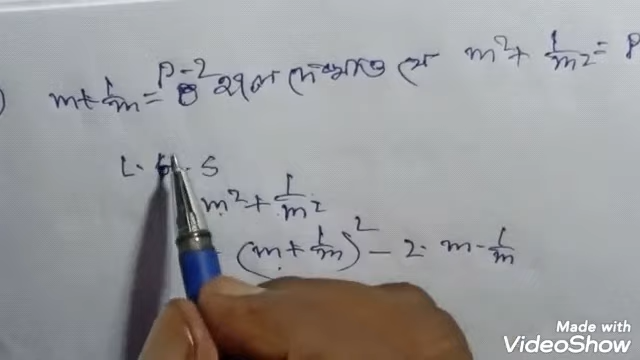 m + 1/m = P - 2 হলে দেখাও যে m² + 1/m² = P
L. H. S
m² + 1/m²
(m + 1/m)² - 2. m - 1/m
Made with
VideoShow